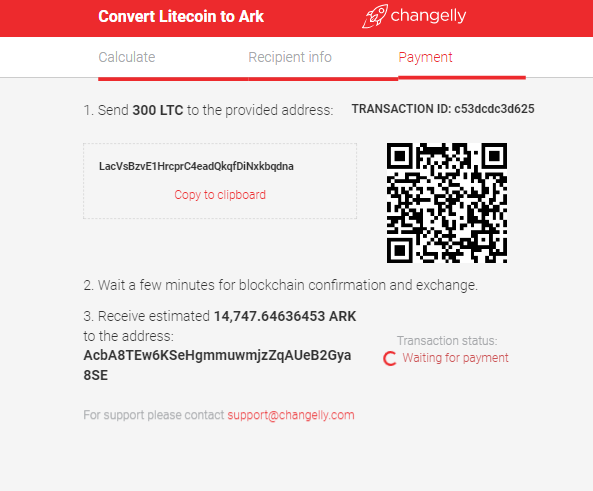 Convert Litecoin to Ark
changelly
Calculate
Recipient info
Payment
1. Send 300 LTC to the provided address:
TRANSACTION ID: c53dcdc3d625
LacVsBzvE1HrcprC4eadQkqfDiNxkbqdna
Copy to clipboard
2. Wait a few minutes for blockchain confirmation and exchange.
3. Receive estimated 14,747.64636453 ARK
to the address:
AcbA8TEw6KSeHgmmuwmjzZqAUeB2Gya
8SE
Transaction status:
Waiting for payment
For support please contact support@changelly.com